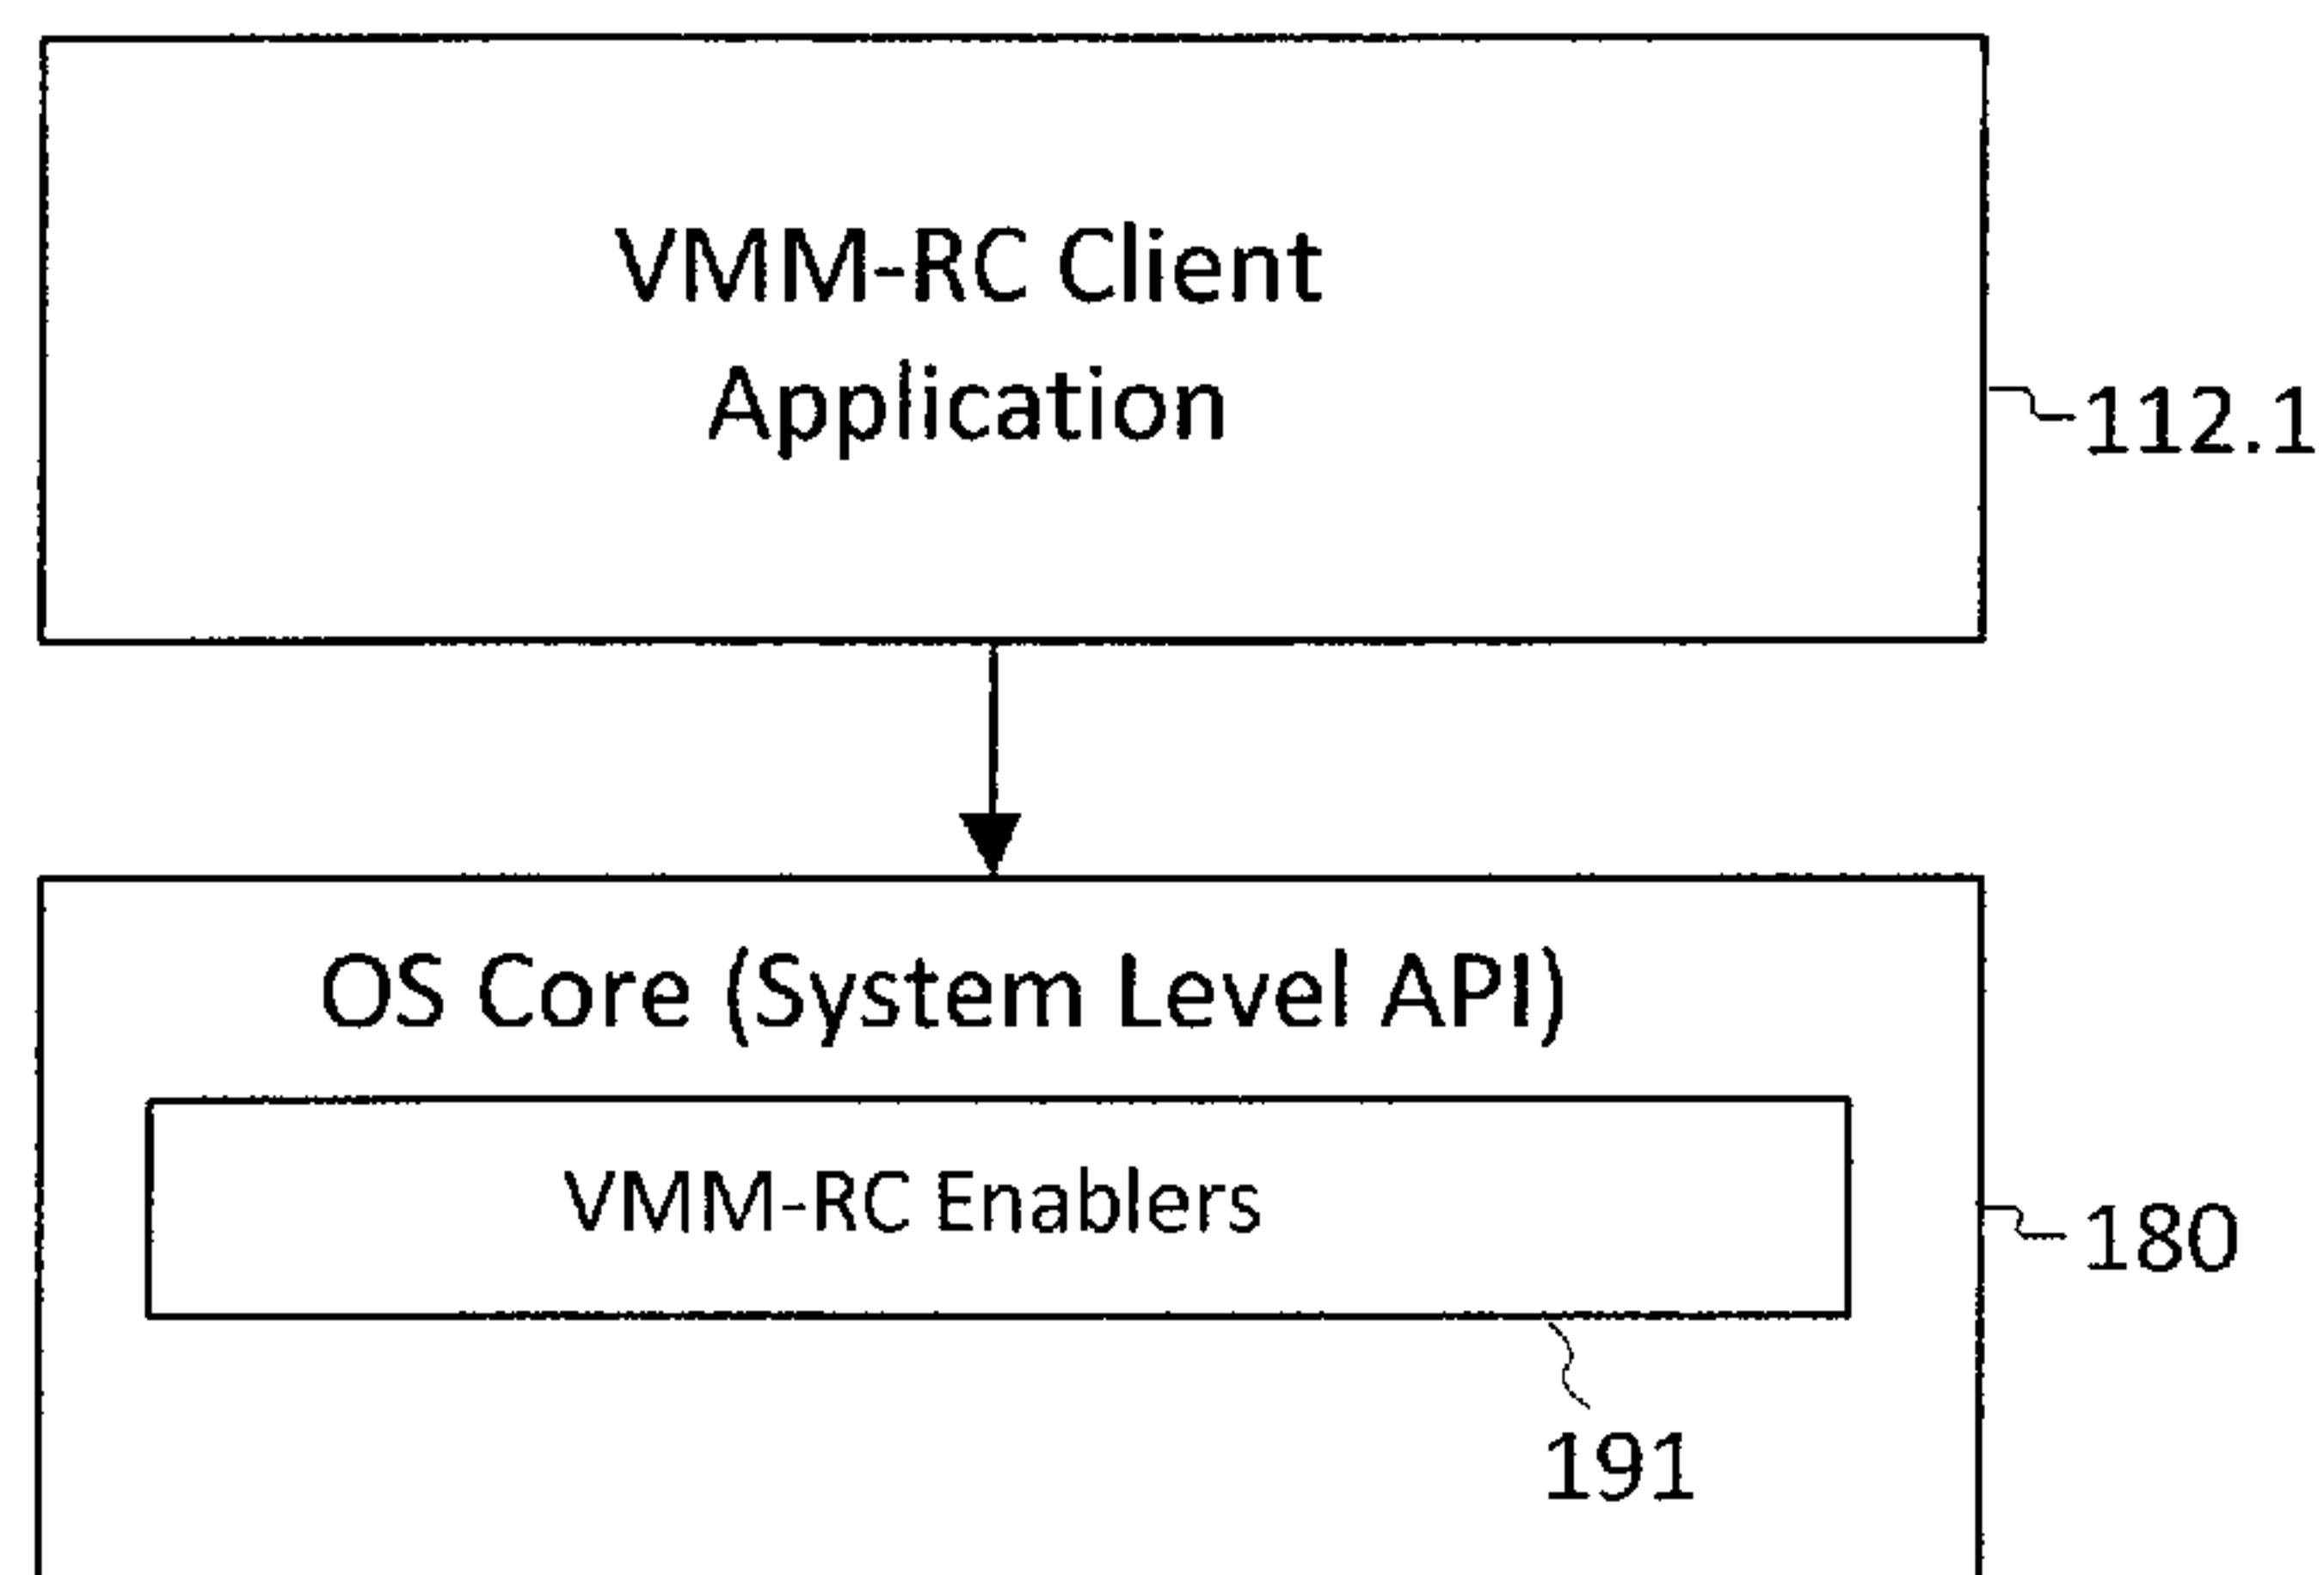 VMM-RC Client
Application
112.1
OS Core (System Level API)
VMM-RC Enablers
180
191